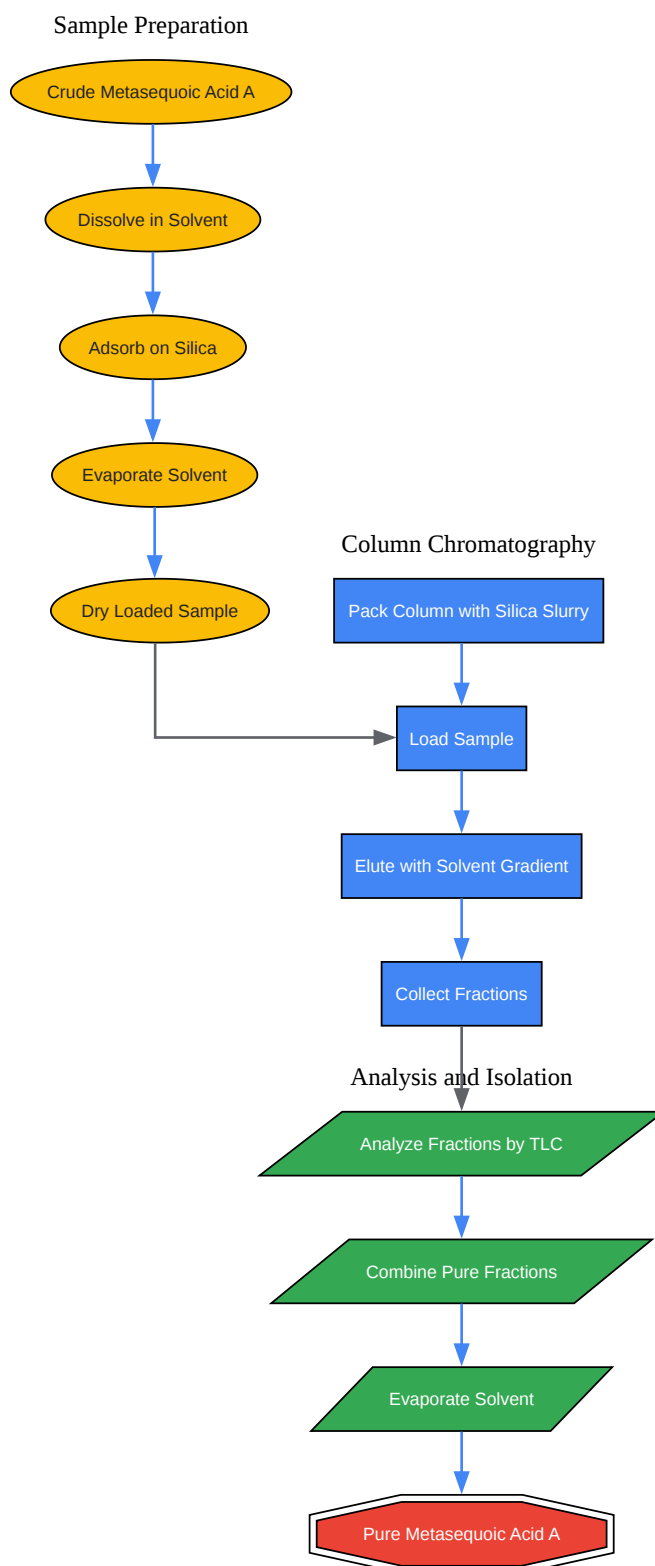 Sample Preparation
Crude Metasequoic Acid A
Dissolve in Solvent
Adsorb on Silica
Evaporate Solvent
Dry Loaded Sample
Column Chromatography
Pack Column with Silica Slurry
Load Sample
Elute with Solvent Gradient
Collect Fractions
Analysis and Isolation
Analyze Fractions by TLC
Combine Pure Fractions
Evaporate Solvent
Pure Metasequoic Acid A